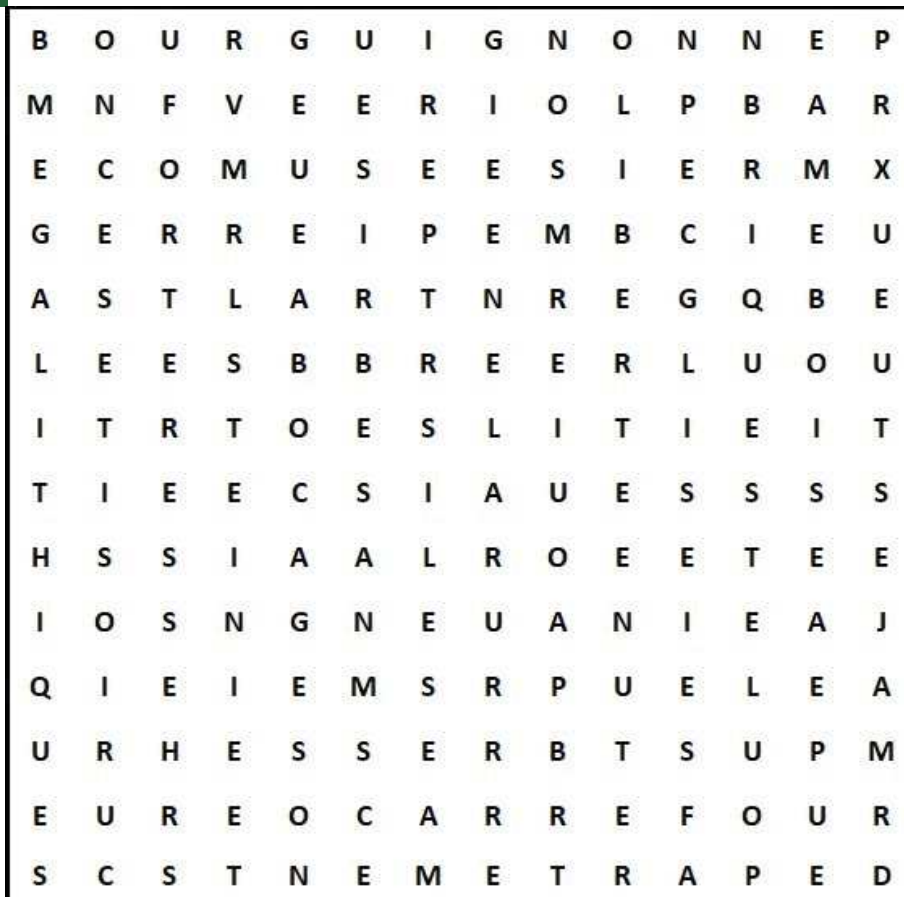 B O U R G U I G N O N N E P
M N F V E E R I O L P B A R
E C O M U S E E S I E R M X
G E R R E I P E M B C I E U
A S T L A R T N R E G Q B E
L E E S B B R E E R L U O U
I T R T O E S L I T I E I T
T I E E C S I A U E S S S S
H S S I A A L R O E E T E E
I O S N G N E U A N I E A J
Q I E I E M S R P U E L E A
U R H E S S E R B T S U P M
E U R E O C A R R E F O U R
S C S T N E M E T R A P E D